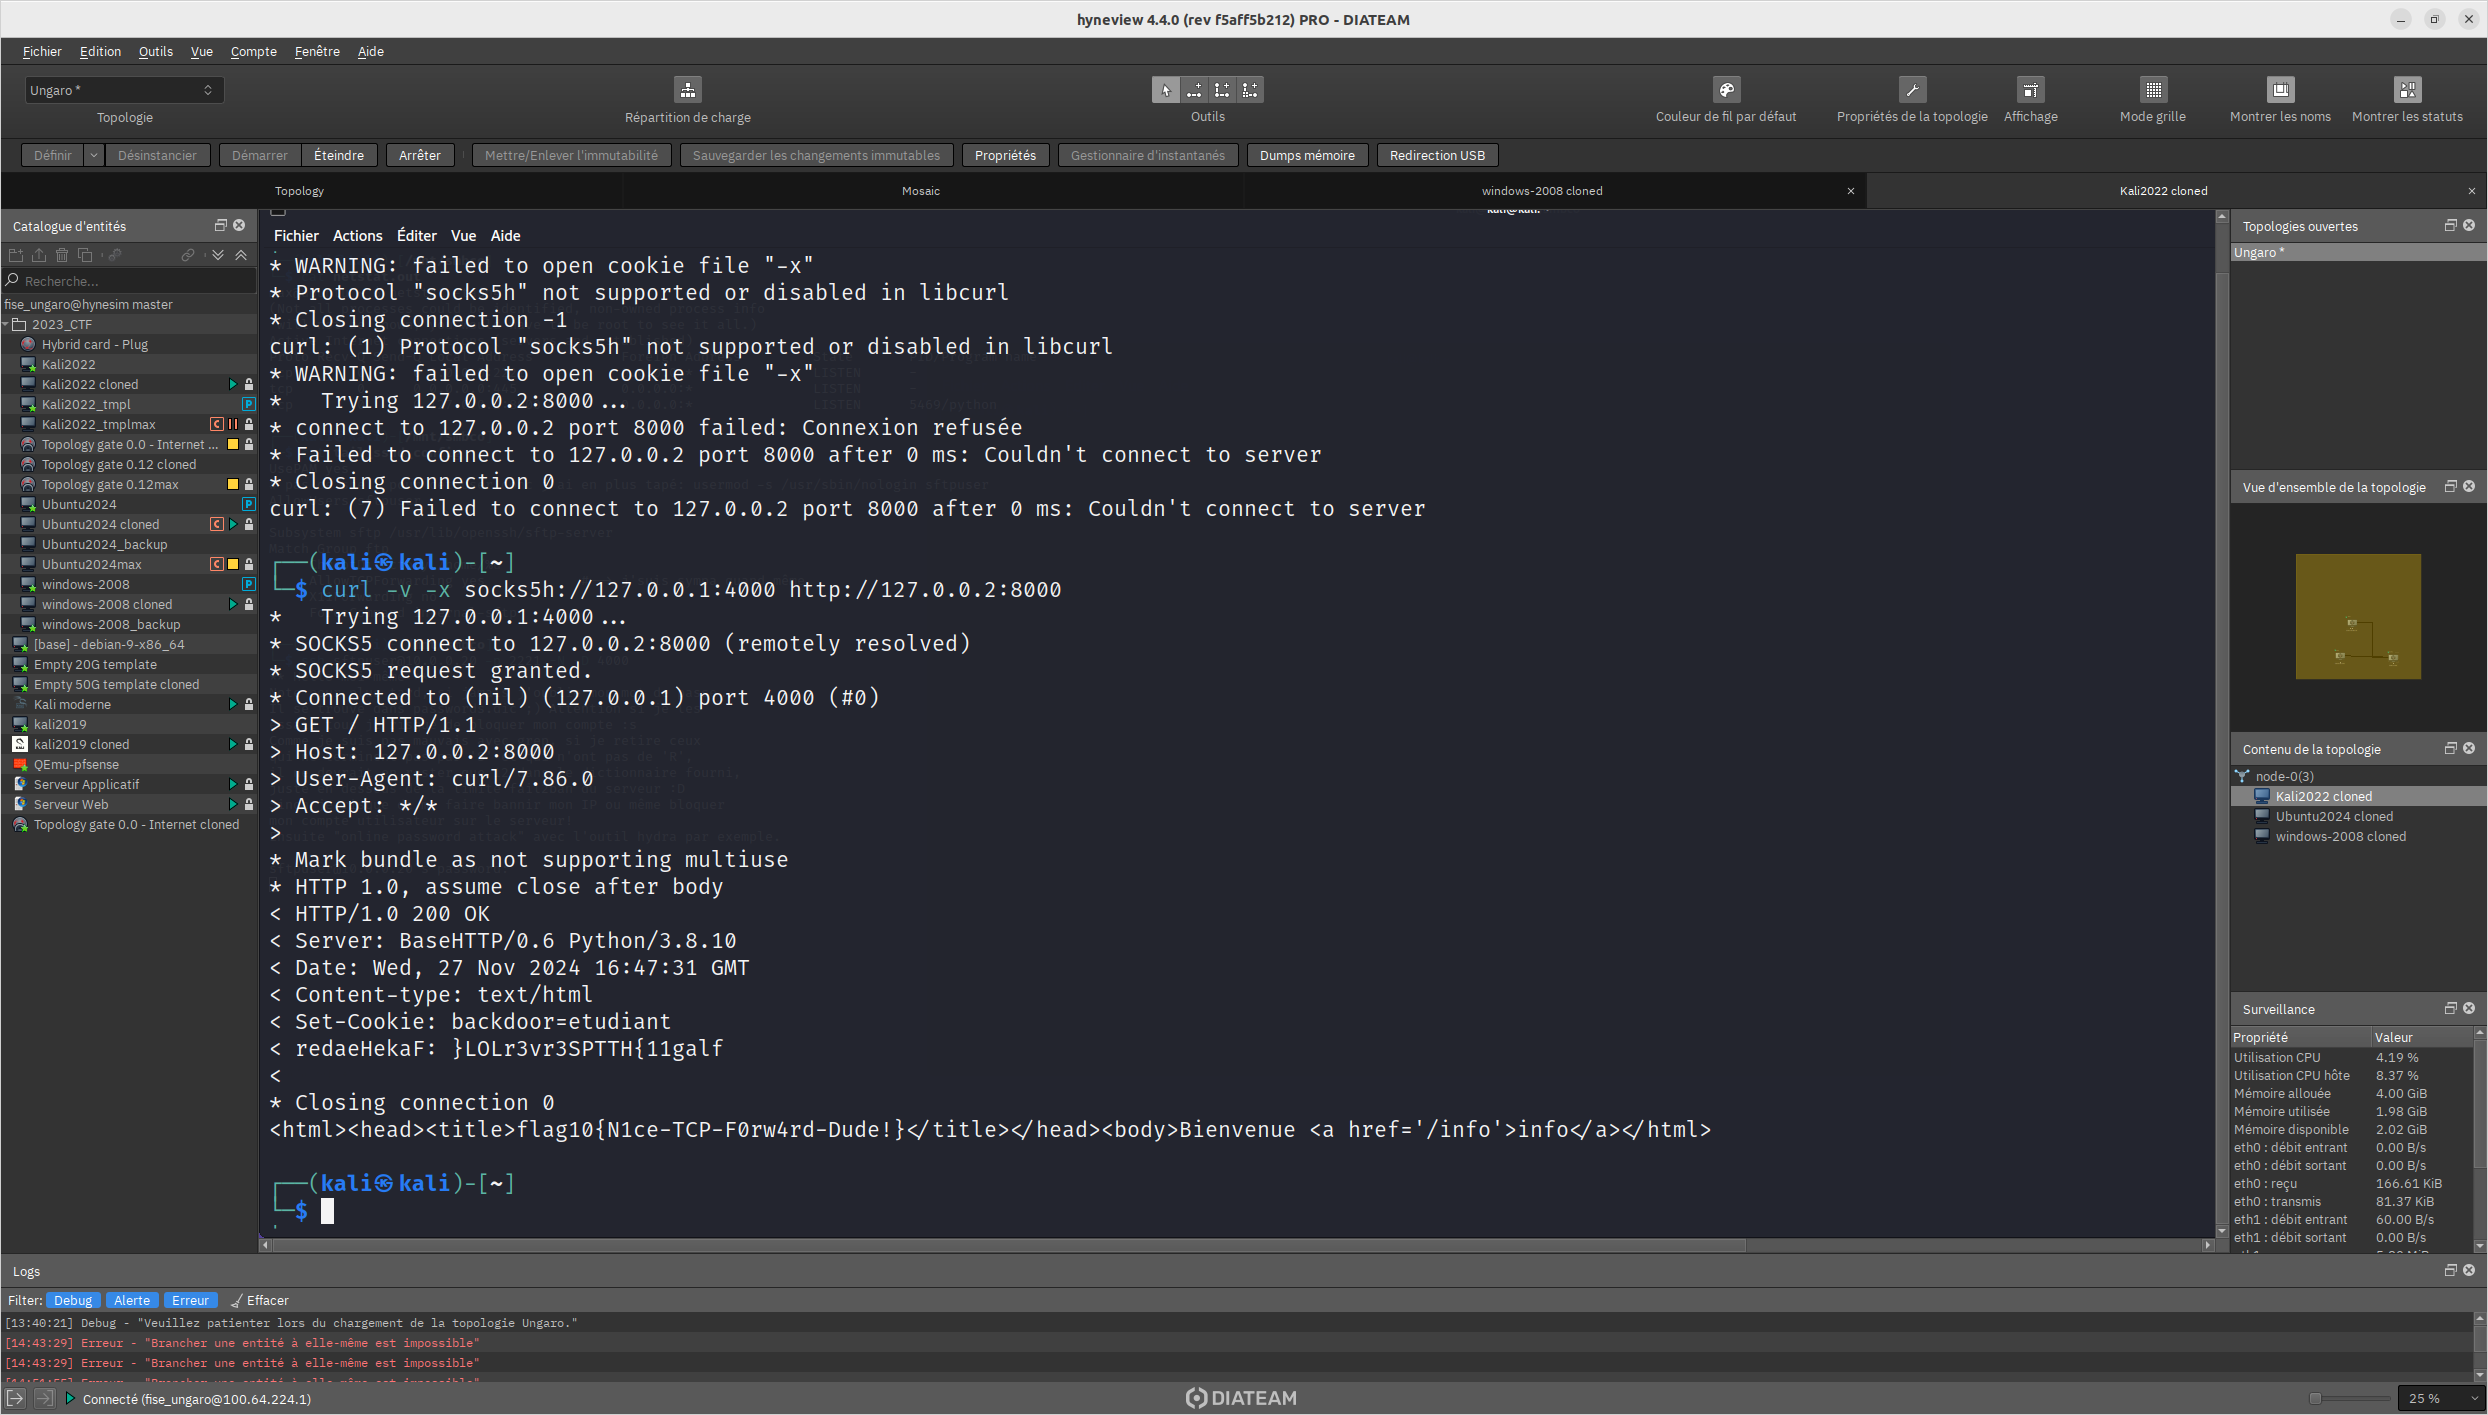 hyneview 4.4.0 (rev f5aff5b212) PRO - DIATEAM
Fichier Edition Outils Vue Compte Fenêtre Aide
Ungaro *
Topologie
Répartition de charge
Outils
Couleur de fil par défaut
Propriétés de la topologie
Affichage
Mode grille
Montrer les noms
Montrer les statuts
Définir Désinstancier Démarrer Éteindre Arrêter Mettre/Enlever l'immutabilité Sauvegarder les changements immutables Propriétés Gestionnaire d'instantanés Dumps mémoire Redirection USB
Topology Mosaic windows-2008 cloned Kali2022 cloned
Catalogue d'entités
Recherche...
fise_ungaro@hynesim master
2023_CTF
Hybrid card - Plug
Kali2022
Kali2022 cloned
Kali2022_tmpl
Kali2022_tmplmax
Topology gate 0.0 - Internet ...
Topology gate 0.12 cloned
Topology gate 0.12max
Ubuntu2024
Ubuntu2024 cloned
Ubuntu2024_backup
Ubuntu2024max
windows-2008
windows-2008 cloned
windows-2008_backup
[base] - debian-9-x86_64
Empty 20G template
Empty 50G template cloned
Kali moderne
kali2019
kali2019 cloned
QEmu-pfsense
Serveur Applicatif
Serveur Web
Topology gate 0.0 - Internet cloned
Fichier Actions Éditer Vue Aide
* WARNING: failed to open cookie file "-x"
* Protocol "socks5h" not supported or disabled in libcurl
* Closing connection -1
curl: (1) Protocol "socks5h" not supported or disabled in libcurl
* WARNING: failed to open cookie file "-x"
*   Trying 127.0.0.2:8000...
* connect to 127.0.0.2 port 8000 failed: Connexion refusée
* Failed to connect to 127.0.0.2 port 8000 after 0 ms: Couldn't connect to server
* Closing connection 0
curl: (7) Failed to connect to 127.0.0.2 port 8000 after 0 ms: Couldn't connect to server
┌──(kali㉿kali)-[~]
└─$ curl -v -x socks5h://127.0.0.1:4000 http://127.0.0.2:8000
*   Trying 127.0.0.1:4000...
* SOCKS5 connect to 127.0.0.2:8000 (remotely resolved)
* SOCKS5 request granted.
* Connected to (nil) (127.0.0.1) port 4000 (#0)
> GET / HTTP/1.1
> Host: 127.0.0.2:8000
> User-Agent: curl/7.86.0
> Accept: */*
>
* Mark bundle as not supporting multiuse
* HTTP 1.0, assume close after body
< HTTP/1.0 200 OK
< Server: BaseHTTP/0.6 Python/3.8.10
< Date: Wed, 27 Nov 2024 16:47:31 GMT
< Content-type: text/html
< Set-Cookie: backdoor=etudiant
< redaeHekaF: }LOLr3vr3SPTTH{11galf
<
* Closing connection 0
<html><head><title>flag10{N1ce-TCP-F0rw4rd-Dude!}</title></head><body>Bienvenue <a href='/info'>info</a></html>
┌──(kali㉿kali)-[~]
└─$
Topologies ouvertes
Ungaro *
Vue d'ensemble de la topologie
Contenu de la topologie
node-0(3)
Kali2022 cloned
Ubuntu2024 cloned
windows-2008 cloned
Surveillance
Propriété Valeur
Utilisation CPU 4.19 %
Utilisation CPU hôte 8.37 %
Mémoire allouée 4.00 GiB
Mémoire utilisée 1.98 GiB
Mémoire disponible 2.02 GiB
eth0 : débit entrant 0.00 B/s
eth0 : débit sortant 0.00 B/s
eth0 : reçu 166.61 KiB
eth0 : transmis 81.37 KiB
eth1 : débit entrant 60.00 B/s
eth1 : débit sortant 0.00 B/s
Logs
Filter: Debug Alerte Erreur Effacer
[13:40:21] Debug - "Veuillez patienter lors du chargement de la topologie Ungaro."
[14:43:29] Erreur - "Brancher une entité à elle-même est impossible"
[14:43:29] Erreur - "Brancher une entité à elle-même est impossible"
Connecté (fise_ungaro@100.64.224.1)
DIATEAM
25 %